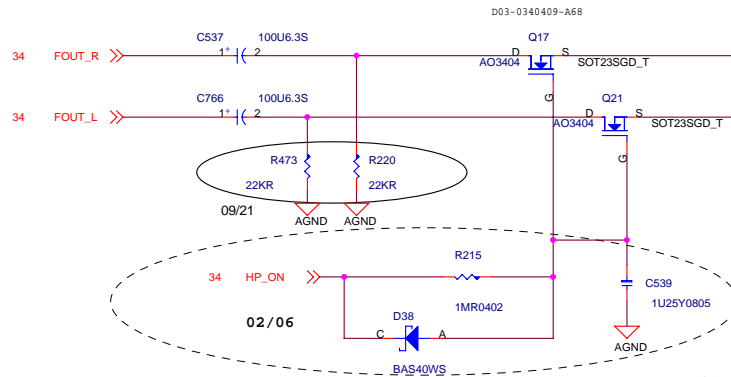 D03-0340409-A68
C537 100U6.3S Q17
34 FOUT_R 1 + 2 D S
AO3404 SOT23SGD_T
G
C766 100U6.3S Q21
34 FOUT_L 1 + 2 D S
AO3404 SOT23SGD_T
G
R473 R220
22KR 22KR
09/21 AGND AGND
R215
34 HP_ON
C539
1MR0402 1U25Y0805
02/06 D38
C A
AGND
BAS40WS